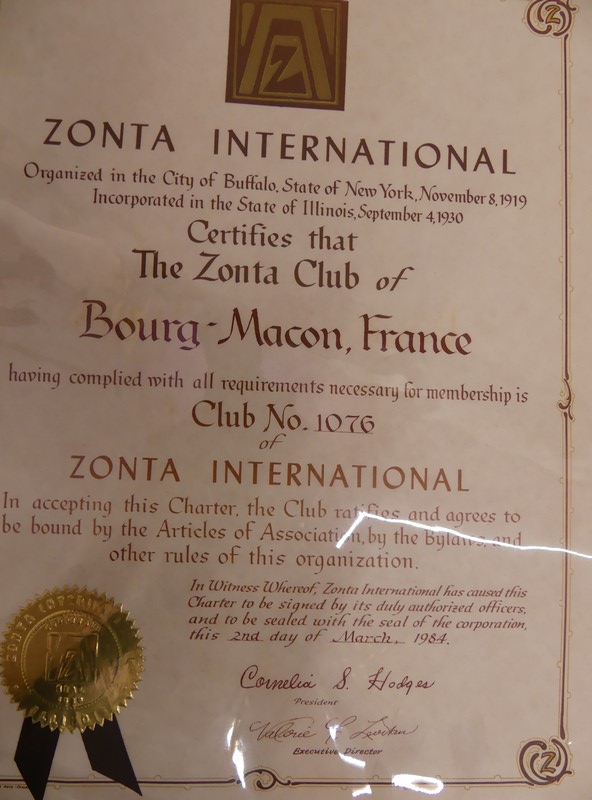 ZONTA INTERNATIONAL
Organized in the City of Buffalo, State of New York, November 8, 1919
Incorporated in the State of Illinois, September 4, 1930
Certifies that
The Zonta Club of
Bourg-Macon, France
having complied with all requirements necessary for membership is
Club No. 1076
of
ZONTA INTERNATIONAL
In accepting this Charter, the Club ratifies and agrees to
be bound by the Articles of Association, by the Bylaws, and
other rules of this organization.
In Witness Whereof, Zonta International has caused this
Charter to be signed by its duly authorized officers,
and to be sealed with the seal of the corporation,
this 2nd day of March, 1984.
Cornelia S. Hodges
President
Valerie
Executive Director